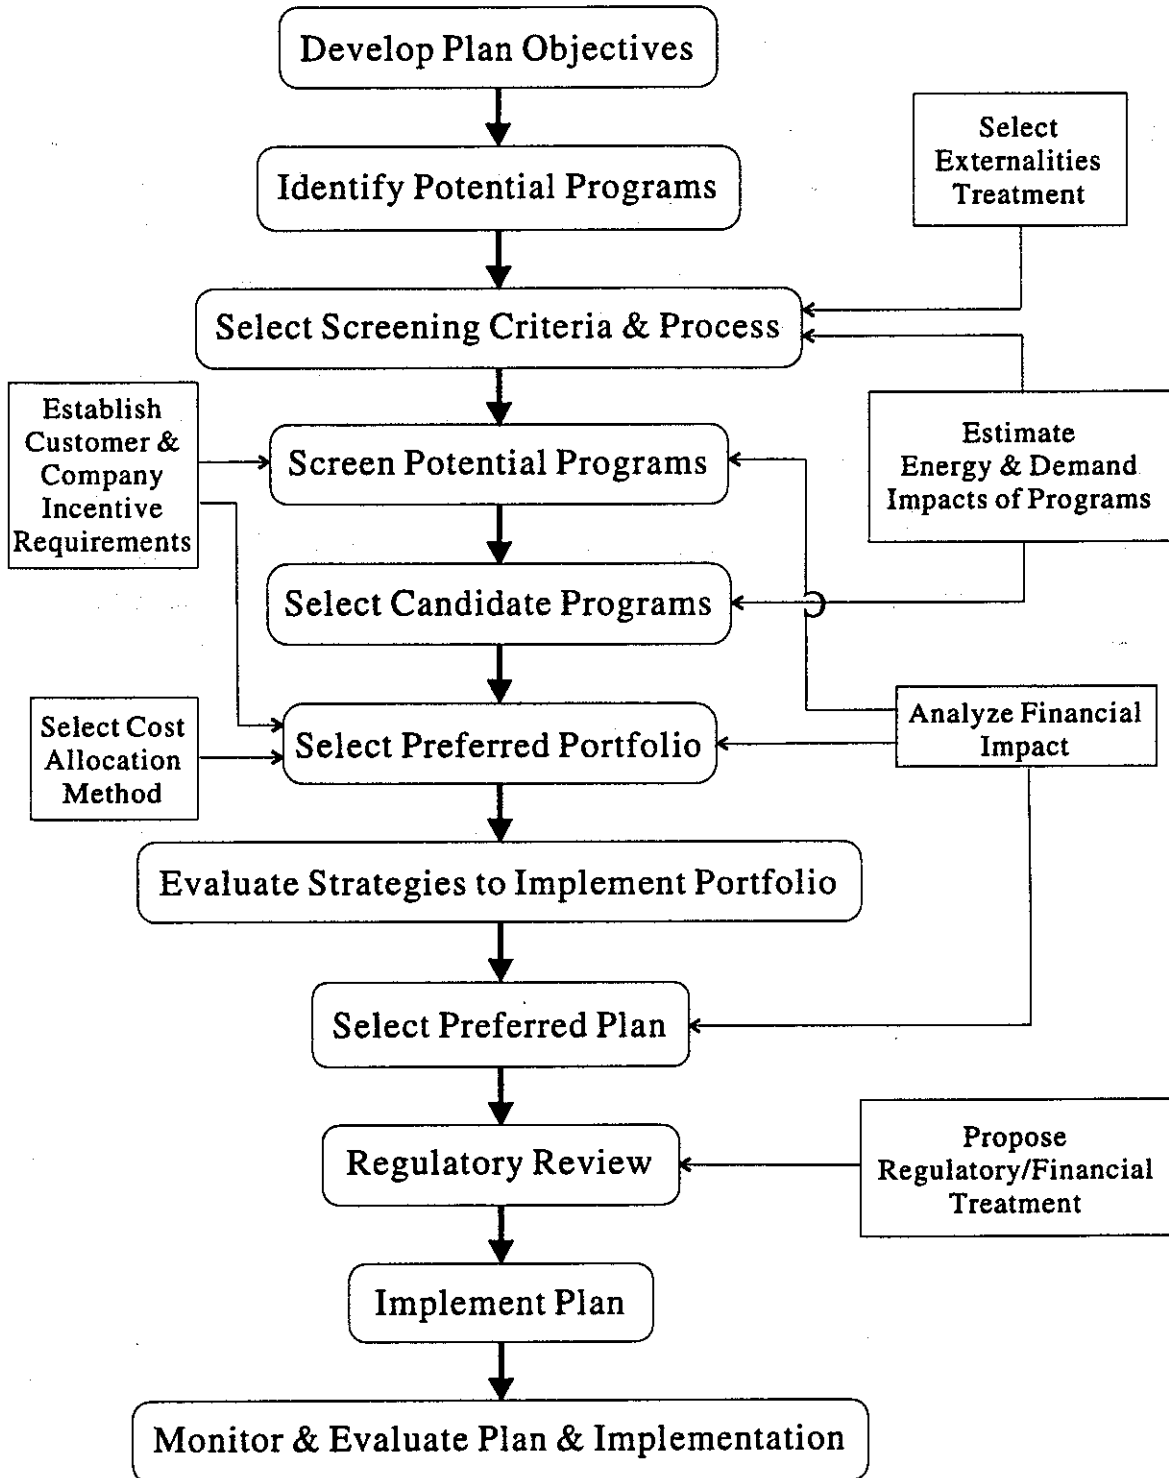 Develop Plan Objectives
Identify Potential Programs
Select
Externalities
Treatment
Select Screening Criteria & Process
Establish
Customer &
Company
Incentive
Requirements
Screen Potential Programs
Estimate
Energy & Demand
Impacts of Programs
Select Candidate Programs
Select Cost
Allocation
Method
Select Preferred Portfolio
Analyze Financial
Impact
Evaluate Strategies to Implement Portfolio
Select Preferred Plan
Regulatory Review
Propose
Regulatory/Financial
Treatment
Implement Plan
Monitor & Evaluate Plan & Implementation